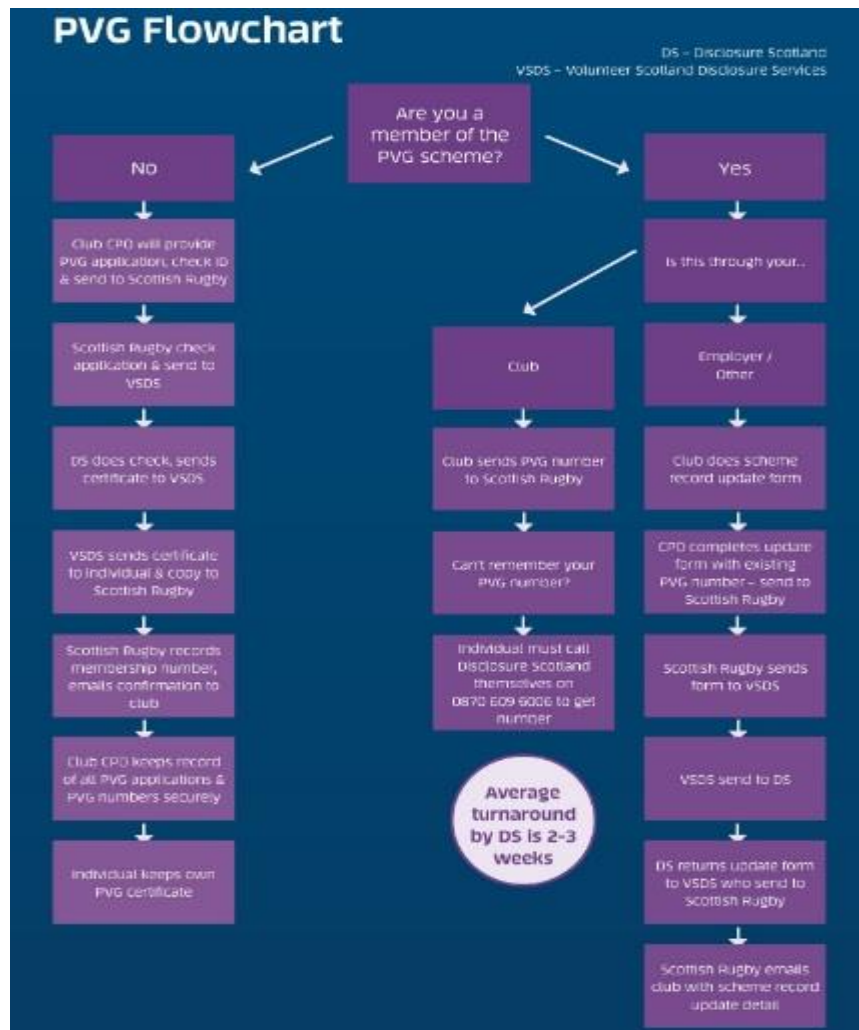 PVG Flowchart
DS – Disclosure Scotland
VSDS – Volunteer Scotland Disclosure Services
Are you a
member of the
PVG scheme?
No
Club CPO will provide
PVG application, check ID
& send to Scottish Rugby
Scottish Rugby check
application & send to
VSDS
DS does check, sends
certificate to VSDS
VSDS sends certificate
to individual & copy to
Scottish Rugby
Scottish Rugby records
membership number,
emails confirmation to
club
Club CPO keeps record
of all PVG applications &
PVG numbers securely
Individual keeps own
PVG certificate
Yes
Is this through your...
Club
Club sends PVG number
to Scottish Rugby
Can't remember your
PVG number?
Individual must call
Disclosure Scotland
themselves on
0870 609 6006 to get
number
Average
turnaround
by DS is 2-3
weeks
Employer /
Other
Club does scheme
record update form
CPO completes update
form with existing
PVG number – send to
Scottish Rugby
Scottish Rugby sends
form to VSDS
VSDS send to DS
DS returns update form
to VSDS who send to
Scottish Rugby
Scottish Rugby emails
club with scheme record
update detail